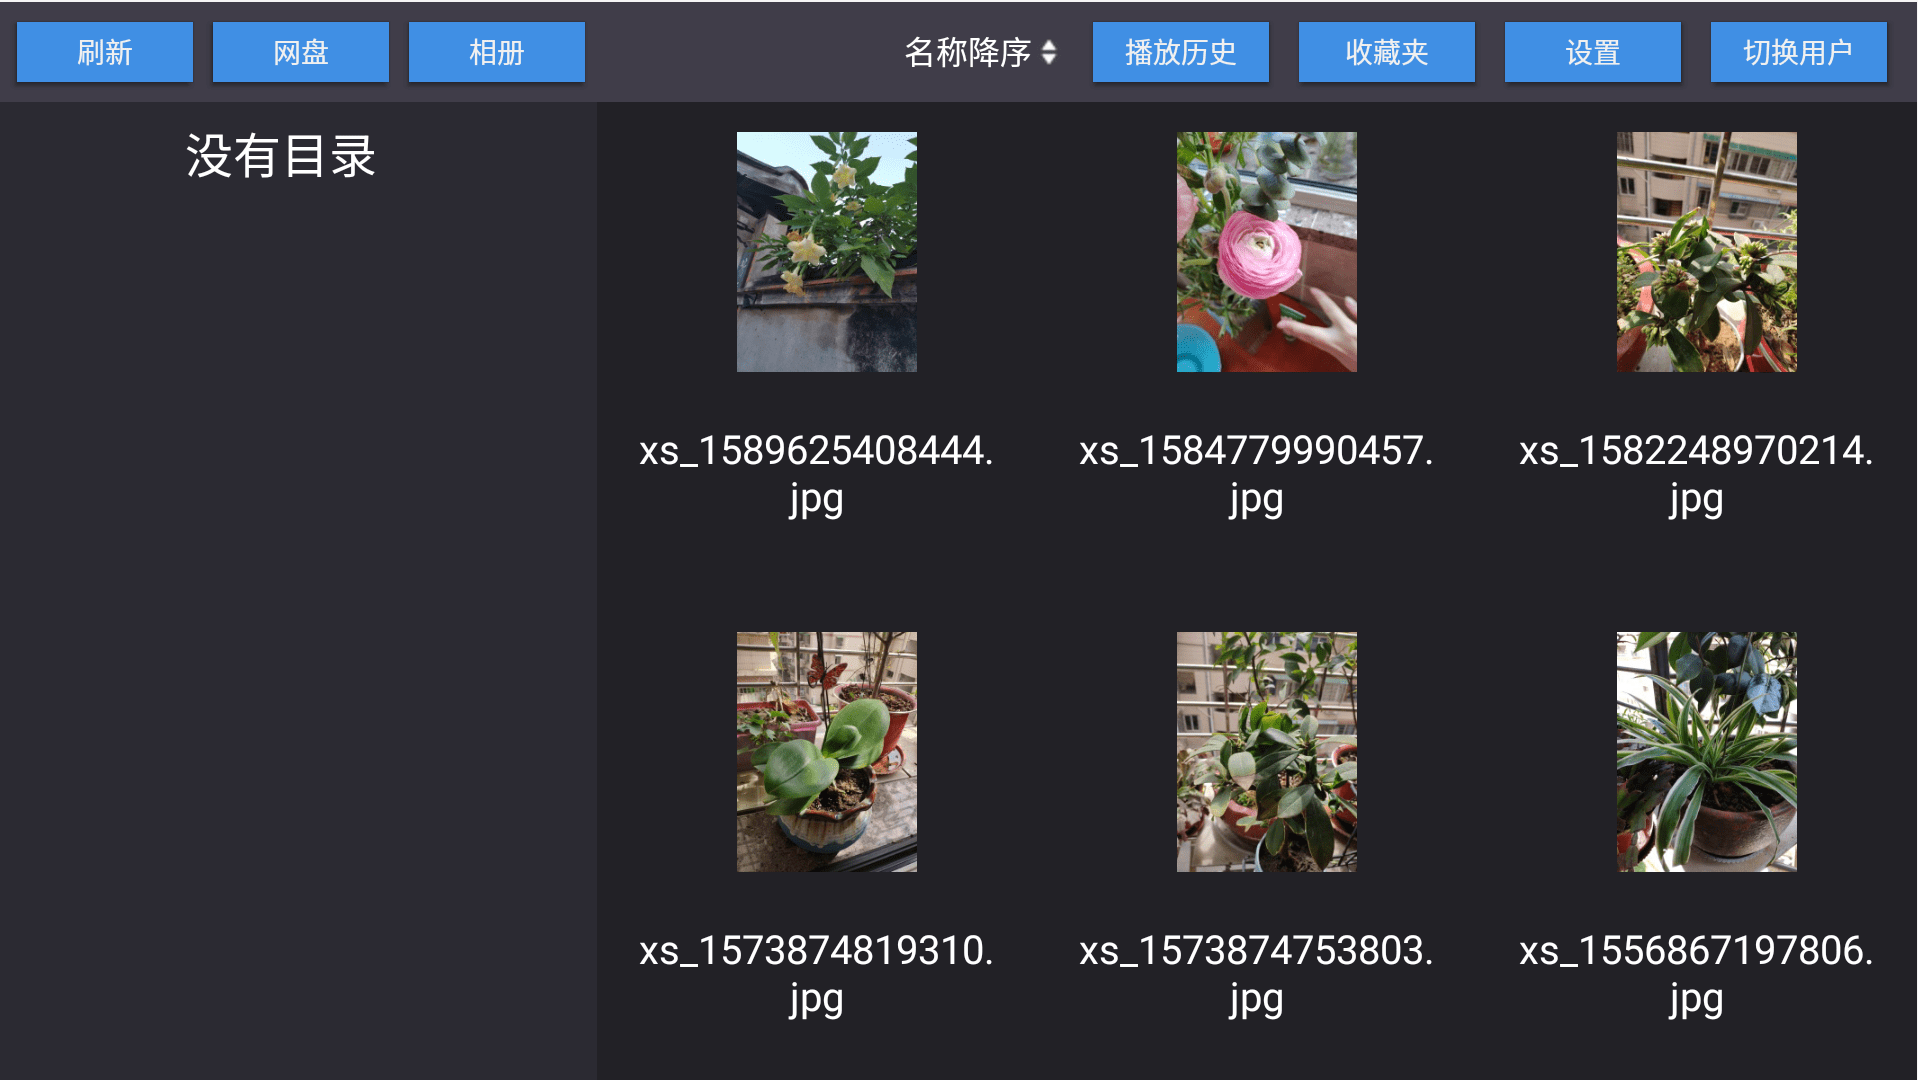 刷新 网盘 相册 名称降序 播放历史 收藏夹 设置 切换用户
没有目录
xs_1589625408444.
jpg
xs_1584779990457.
jpg
xs_1582248970214.
jpg
xs_1573874819310.
jpg
xs_1573874753803.
jpg
xs_1556867197806.
jpg